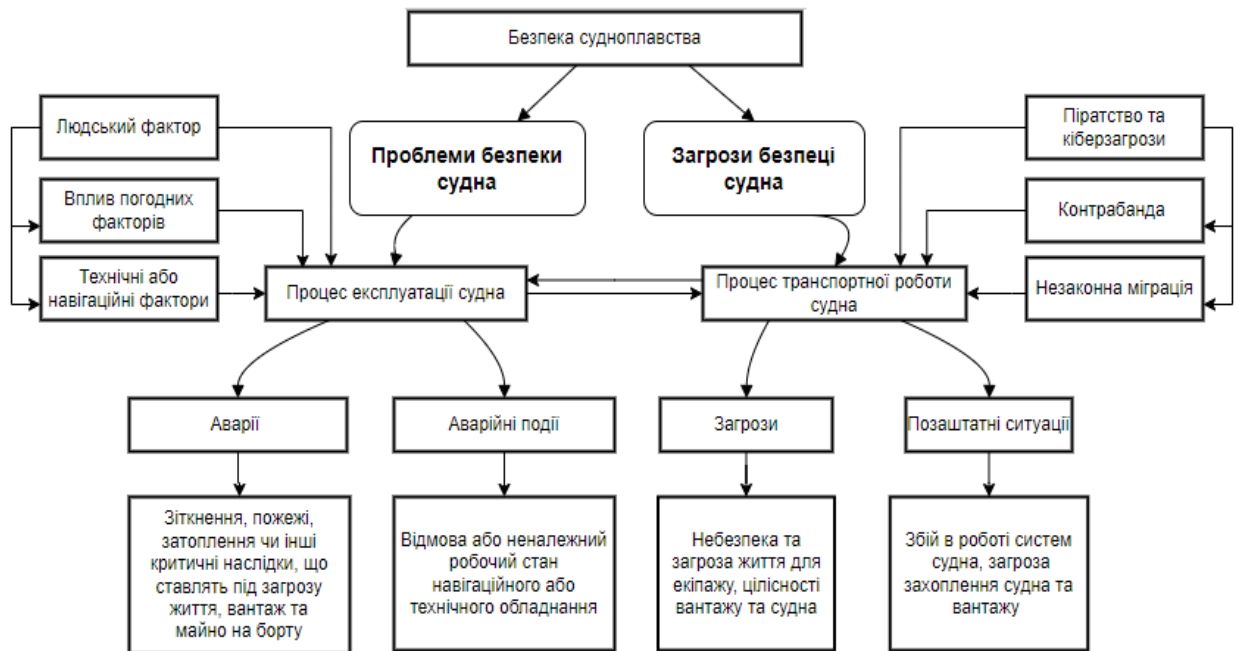 Безпека судноплавства
Людський фактор
Проблеми безпеки
судна
Загрози безпеці
судна
Піратство та
кіберзагрози
Вплив погодних
факторів
Контрабанда
Технічні або
навігаційні фактори
Процес експлуатації судна
Процес транспортної роботи
судна
Незаконна міграція
Аварії
Аварійні події
Загрози
Позаштатні ситуації
Зіткнення, пожежі,
затоплення чи інші
критичні наслідки, що
ставлять під загрозу
життя, вантаж та
майно на борту
Відмова або неналежний
робочий стан
навігаційного або
технічного обладнання
Небезпека та
загроза життя для
екіпажу, цілісності
вантажу та судна
Збій в роботі систем
судна, загроза
захоплення судна та
вантажу